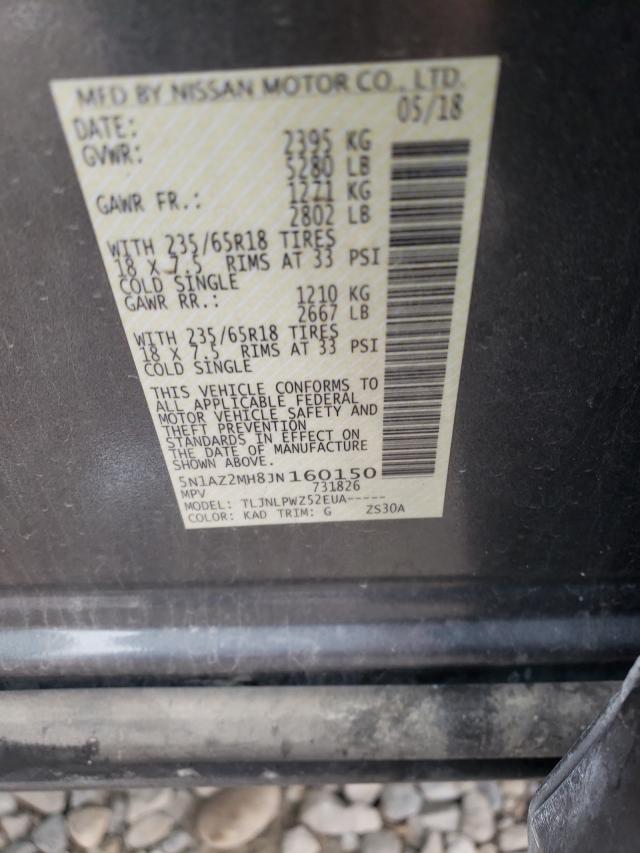 MFD BY NISSAN MOTOR CO., LTD.
DATE: 05/18
GVWR: 2395 KG
5280 LB
GAWR FR.: 1271 KG
2802 LB
WITH 235/65R18 TIRES
18 X 7.5 RIMS AT 33 PSI
COLD SINGLE
GAWR RR.: 1210 KG
2667 LB
WITH 235/65R18 TIRES
18 X 7.5 RIMS AT 33 PSI
COLD SINGLE
THIS VEHICLE CONFORMS TO
ALL APPLICABLE FEDERAL
MOTOR VEHICLE SAFETY AND
THEFT PREVENTION
STANDARDS IN EFFECT ON
THE DATE OF MANUFACTURE
SHOWN ABOVE.
5N1AZ2MH8JN160150
MPV 731826
MODEL: TLJNLPWZ52EUA-----
COLOR: KAD TRIM: G ZS30A